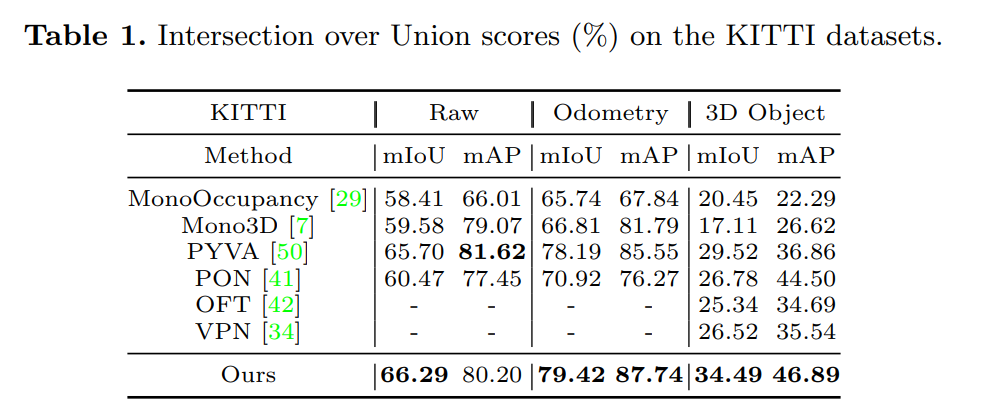 Table 1. Intersection over Union scores (%) on the KITTI datasets.
KITTI | Raw | Odometry | 3D Object
Method | mIoU mAP | mIoU mAP | mIoU mAP
MonoOccupancy [29] | 58.41 66.01 | 65.74 67.84 | 20.45 22.29
Mono3D [7] | 59.58 79.07 | 66.81 81.79 | 17.11 26.62
PYVA [50] | 65.70 81.62 | 78.19 85.55 | 29.52 36.86
PON [41] | 60.47 77.45 | 70.92 76.27 | 26.78 44.50
OFT [42] | - - | - - | 25.34 34.69
VPN [34] | - - | - - | 26.52 35.54
Ours | 66.29 80.20 | 79.42 87.74 | 34.49 46.89